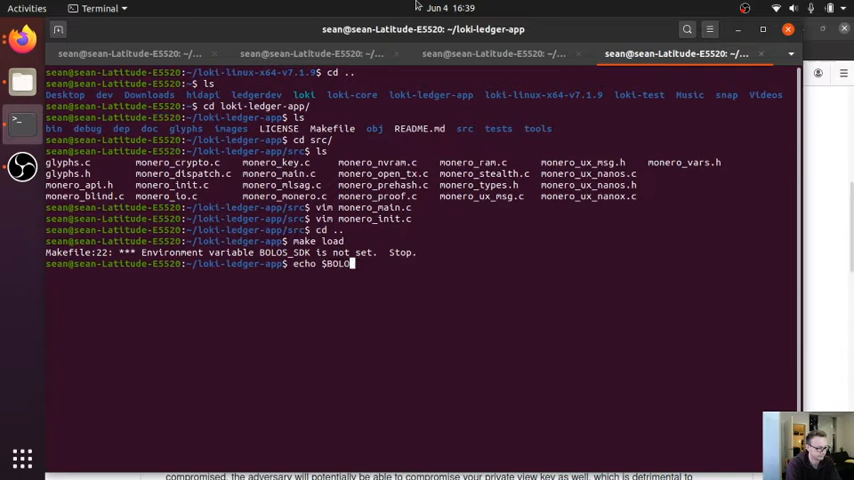 Activities
Terminal
Jun 4 16:39
sean@sean-Latitude-E5520: ~/loki-ledger-app
sean@sean-Latitude-E5520: ~/...
sean@sean-Latitude-E5520: ~/...
sean@sean-Latitude-E5520: ~/...
sean@sean-Latitude-E5520: ~/...
sean@sean-Latitude-E5520:~/loki-linux-x64-v7.1.9$ cd ..
sean@sean-Latitude-E5520:~$ ls
Desktop dev Downloads hidapi ledgerdev loki loki-core loki-ledger-app loki-linux-x64-v7.1.9 loki-test Music snap Videos
sean@sean-Latitude-E5520:~$ cd loki-ledger-app/
sean@sean-Latitude-E5520:~/loki-ledger-app$ ls
bin debug dep doc glyphs images LICENSE Makefile obj README.md src tests tools
sean@sean-Latitude-E5520:~/loki-ledger-app$ cd src/
sean@sean-Latitude-E5520:~/loki-ledger-app/src$ ls
glyphs.c monero_crypto.c monero_key.c monero_nvram.c monero_ram.c monero_ux_msg.h monero_vars.h
glyphs.h monero_dispatch.c monero_main.c monero_open_tx.c monero_stealth.c monero_ux_nanos.c
monero_api.h monero_init.c monero_mlsag.c monero_prehash.c monero_types.h monero_ux_nanos.h
monero_blind.c monero_io.c monero_monero.c monero_proof.c monero_ux_msg.c monero_ux_nanox.c
sean@sean-Latitude-E5520:~/loki-ledger-app/src$ vim monero_main.c
sean@sean-Latitude-E5520:~/loki-ledger-app/src$ vim monero_init.c
sean@sean-Latitude-E5520:~/loki-ledger-app/src$ cd ..
sean@sean-Latitude-E5520:~/loki-ledger-app$ make load
Makefile:22: *** Environment variable BOLOS_SDK is not set.  Stop.
sean@sean-Latitude-E5520:~/loki-ledger-app$ echo $BOLO
compromised, the adversary will potentially be able to compromise your private view key as well, which is detrimental to